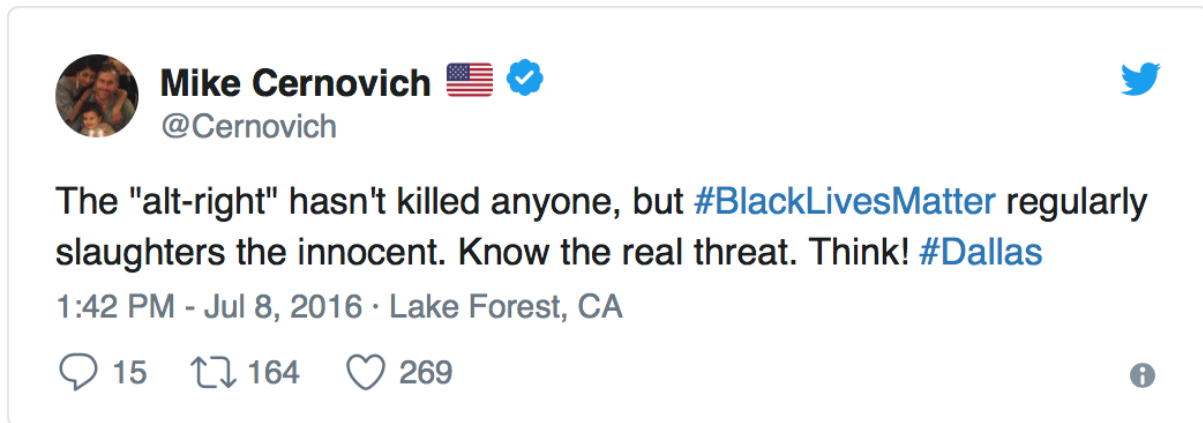 Mike Cernovich 🇺🇸
@Cernovich
The "alt-right" hasn't killed anyone, but #BlackLivesMatter regularly
slaughters the innocent. Know the real threat. Think! #Dallas
1:42 PM - Jul 8, 2016 · Lake Forest, CA
15 164 269